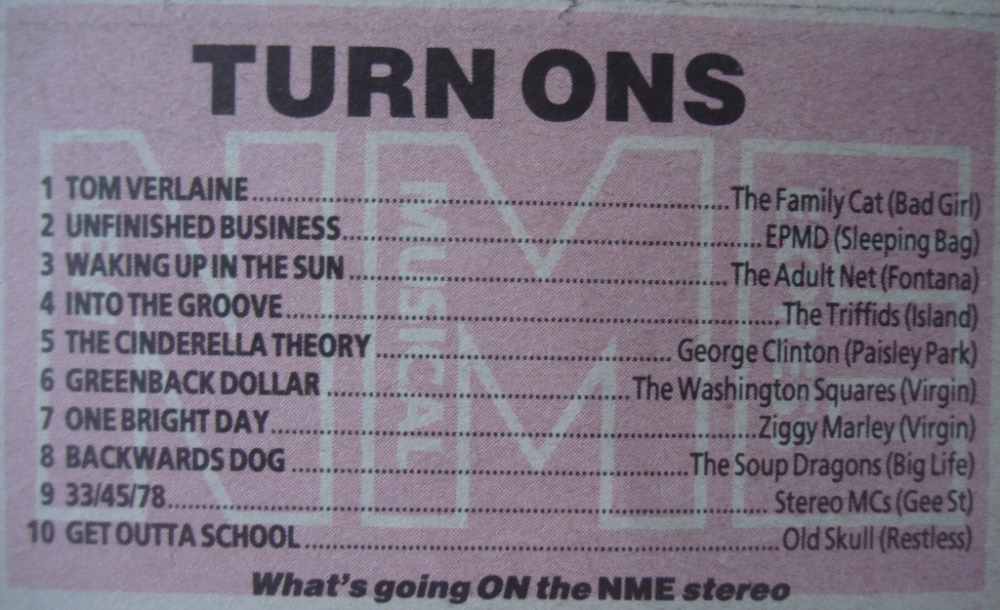 TURN ONS
1 TOM VERLAINE........The Family Cat (Bad Girl)
2 UNFINISHED BUSINESS........EPMD (Sleeping Bag)
3 WAKING UP IN THE SUN........The Adult Net (Fontana)
4 INTO THE GROOVE........The Triffids (Island)
5 THE CINDERELLA THEORY........George Clinton (Paisley Park)
6 GREENBACK DOLLAR........The Washington Squares (Virgin)
7 ONE BRIGHT DAY........Ziggy Marley (Virgin)
8 BACKWARDS DOG........The Soup Dragons (Big Life)
9 33/45/78........Stereo MCs (Gee St)
10 GET OUTTA SCHOOL........Old Skull (Restless)
What's going ON the NME stereo
NME
MUSICAL